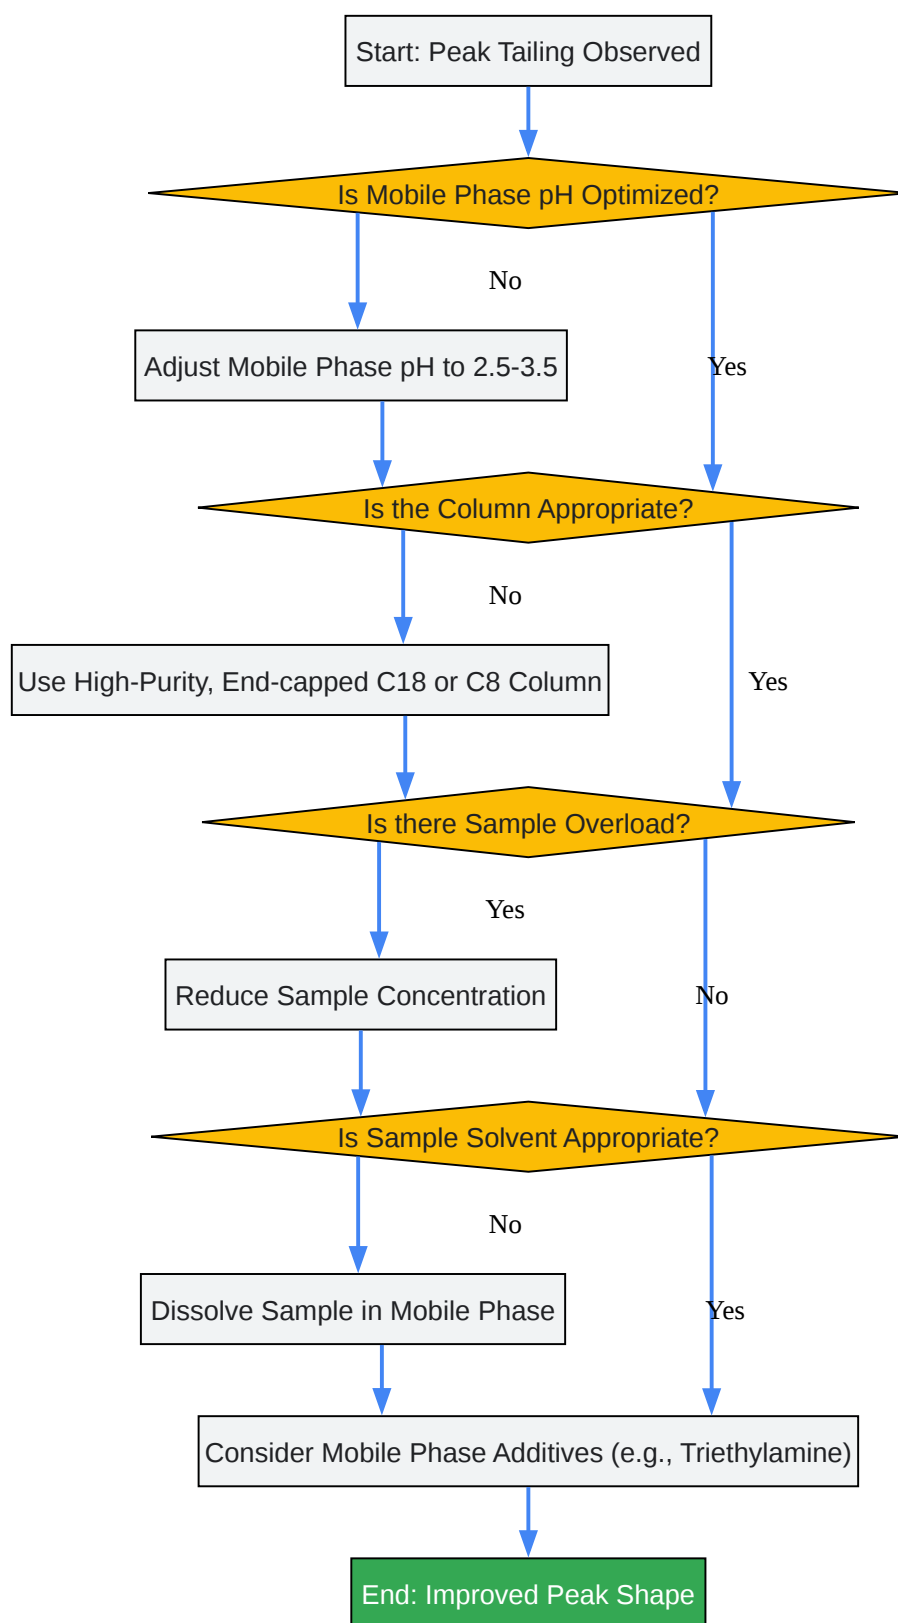 Start: Peak Tailing Observed
Is Mobile Phase pH Optimized?
No
Adjust Mobile Phase pH to 2.5-3.5
Yes
Is the Column Appropriate?
No
Use High-Purity, End-capped C18 or C8 Column
Yes
Is there Sample Overload?
Yes
Reduce Sample Concentration
No
Is Sample Solvent Appropriate?
No
Dissolve Sample in Mobile Phase
Yes
Consider Mobile Phase Additives (e.g., Triethylamine)
End: Improved Peak Shape